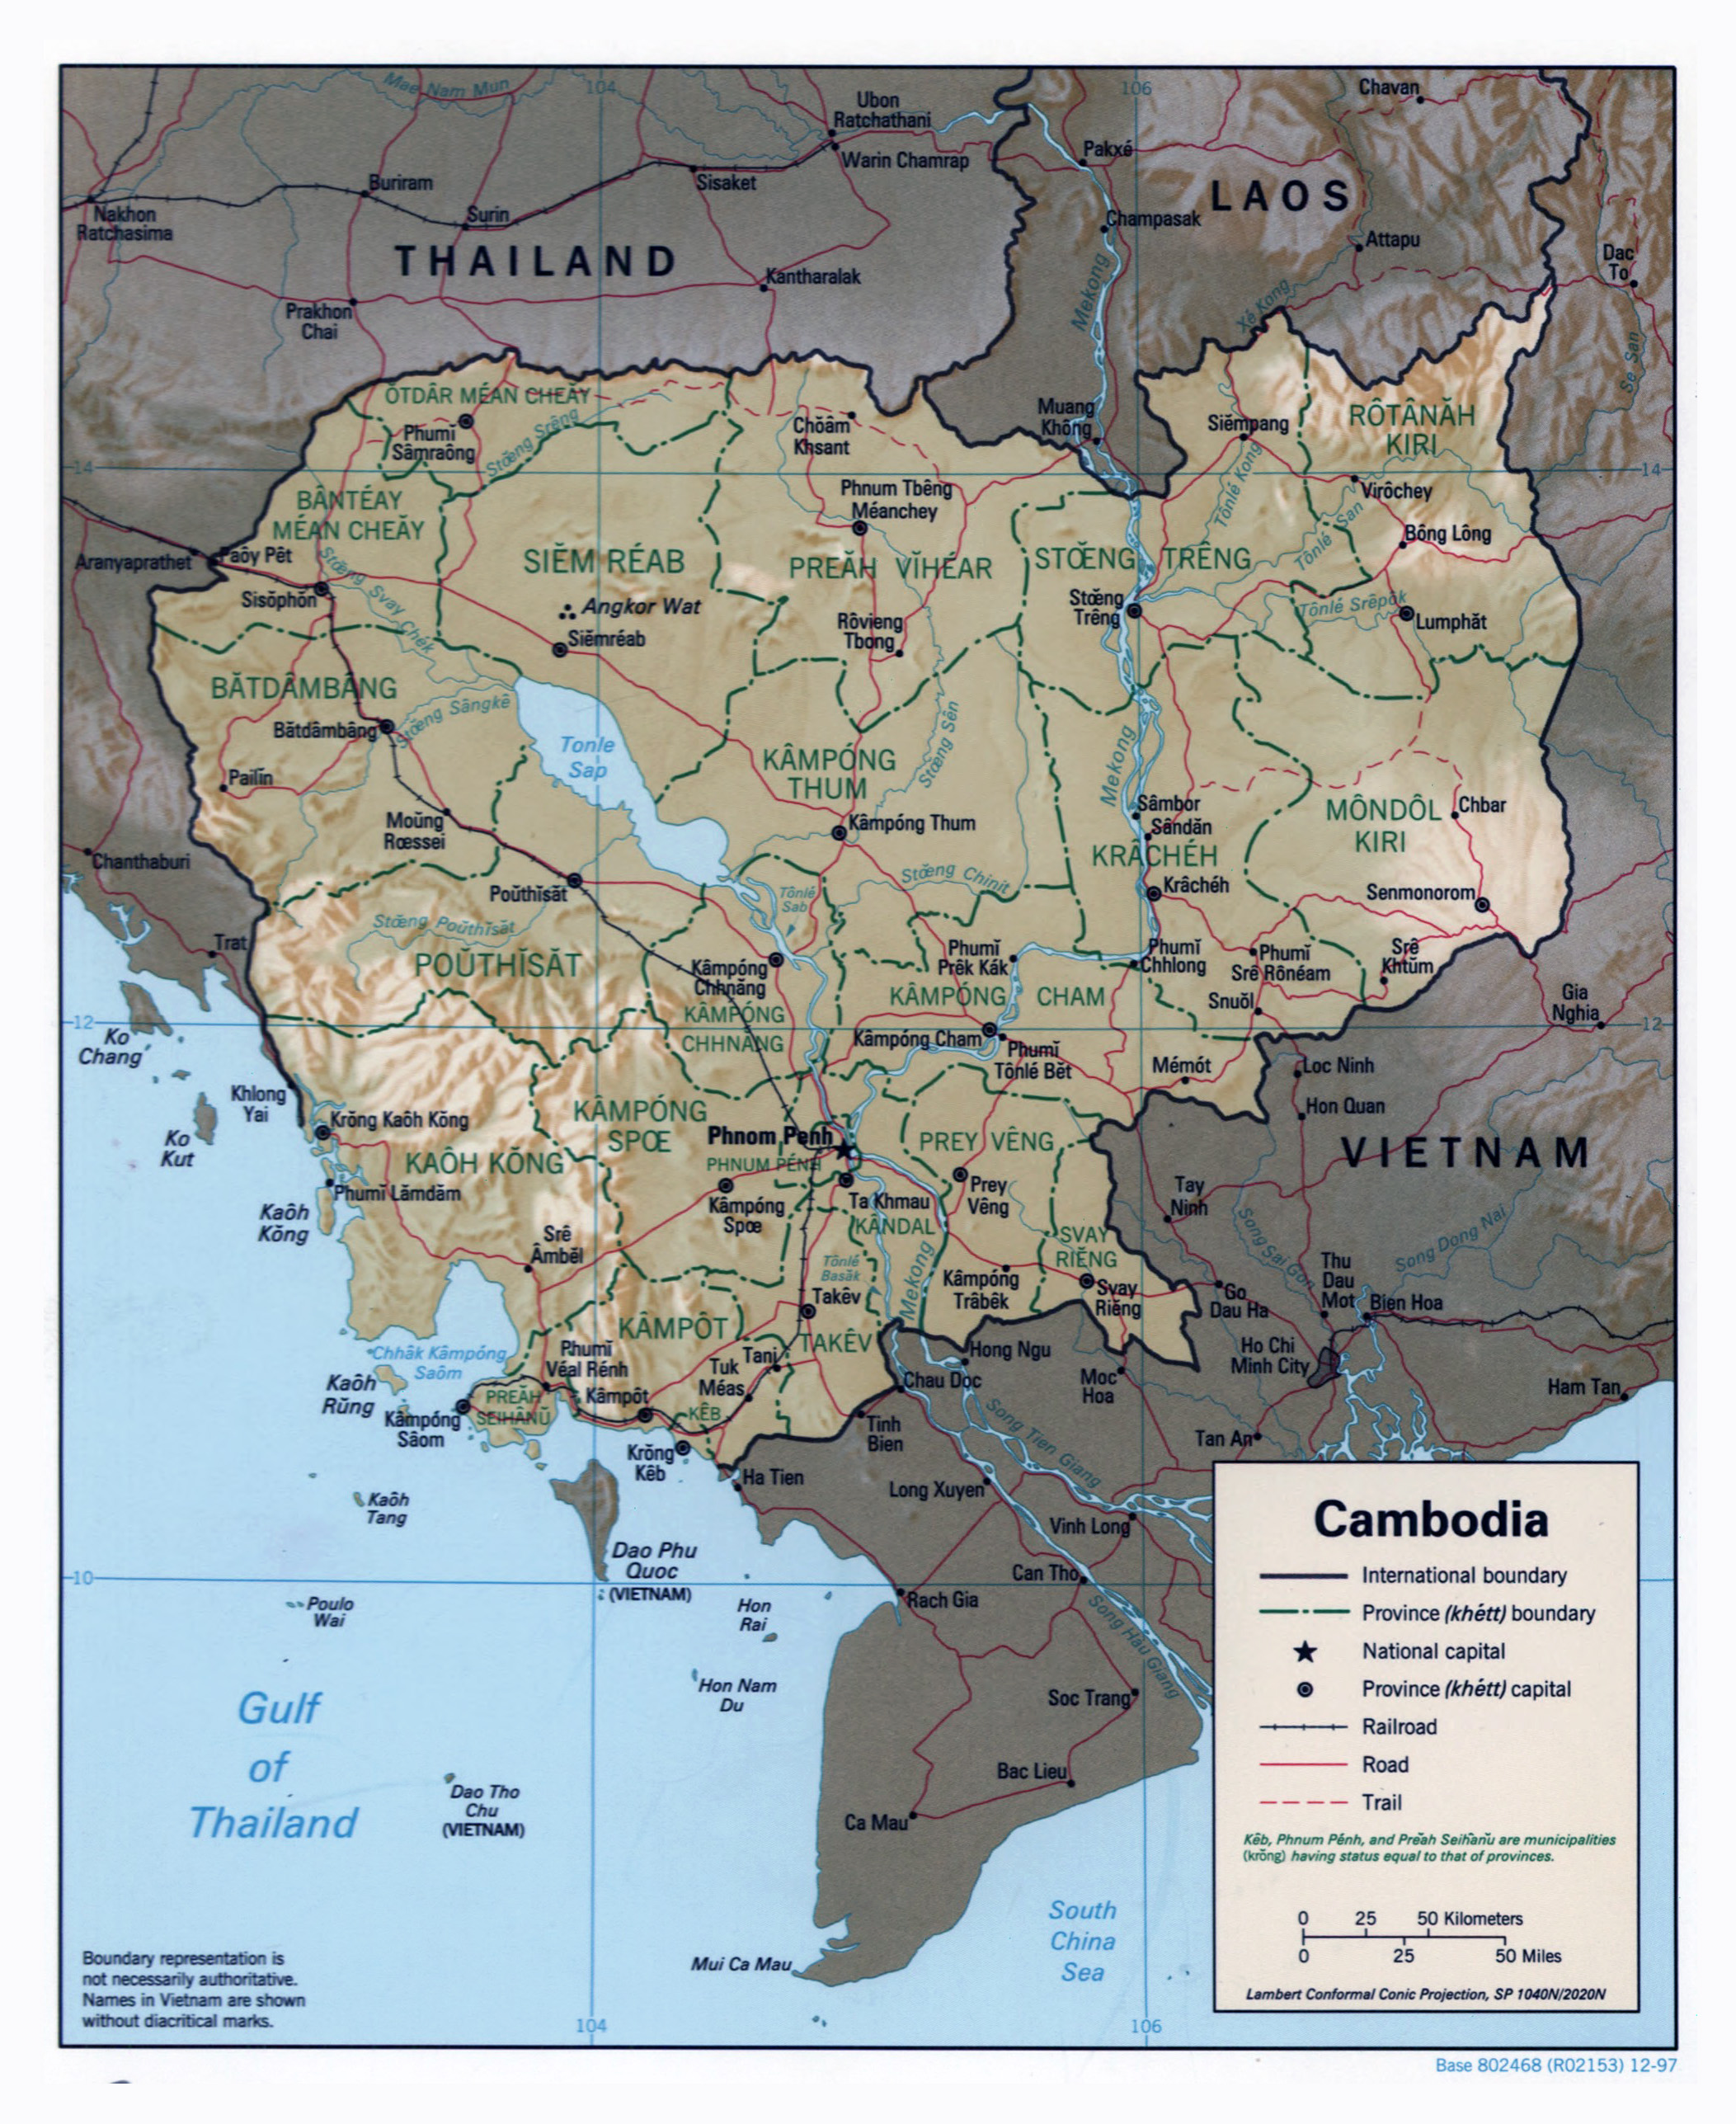 Mae Nam Mun
104
106
Chavan
Ubon
Ratchathani
Warin Chamrap
Pakxé
LAOS
Buriram
Sisaket
Nakhon
Ratchasima
Surin
Champasak
Attapu
THAILAND
Dac
To
Kantharalak
Mekong
Xé Kong
Prakhon
Chai
Se San
ŎTDÂR MÉAN CHEĂY
Phumĭ
Sâmraông
Stœ̆ng Srêng
Chŏâm
Khsant
Muang
Không
Siĕmpang
RÔTÂNĂH
KIRI
14
14
BÂNTÉAY
MÉAN CHEĂY
Phnum Tbêng
Méanchey
Tônlé Kong
Virôchey
Tônlé San
Bông Lông
Aranyaprathet
Paôy Pêt
Sisŏphŏn
Stœ̆ng Svay Chék
SIĔM RÉAB
PREĂH VĬHÉAR
STŒ̆NG TRÊNG
Angkor Wat
Siĕmréab
Rôvieng
Tbong
Stœ̆ng
Trêng
Tônlé Srêpôk
Lumphăt
BĂTDÂMBÂNG
Bătdâmbâng
Stœ̆ng Sângkê
Tonle
Sap
KÂMPÓNG
THUM
Stœ̆ng Sên
Mekong
Pailĭn
Moŭng
Rœssei
Kâmpóng Thum
Sâmbor
Sândăn
KRÂCHÉH
MÔNDÔL
KIRI
Chbar
Chanthaburi
Poŭthĭsăt
Stœ̆ng Chinit
Tônlé
Sab
Krâchéh
Senmonorom
Stœ̆ng Poŭthĭsăt
Trat
POŬTHĬSĂT
Kâmpóng
Chhnăng
Phumĭ
Prêk Kák
Phumĭ
Chhlong
Phumĭ
Srê Rônéam
Srê
Khtŭm
KÂMPÓNG CHAM
Snuŏl
Gia
Nghia
12
12
KÂMPÓNG
CHHNĂNG
Kâmpóng Cham
Phumĭ
Tônlé Bĕt
Mémót
Loc Ninh
Ko
Chang
Khlong
Yai
Hon Quan
Krŏng Kaôh Kŏng
Ko
Kut
KÂMPÓNG
SPŒ
Phnom Penh
PHNUM PÉNH
PREY VÊNG
VIETNAM
KAÔH KŎNG
Phumĭ Lămdăm
Kaôh
Kŏng
Kâmpóng
Spœ
Ta Khmau
KÂNDAL
Prey
Vêng
Tay
Ninh
Srê
Âmbĕl
SVAY
RIĔNG
Song Sai Gon
Song Dong Nai
Tônlé
Basăk
Mekong
Kâmpóng
Trâbêk
Svay
Riĕng
Thu
Dau
Mot
Bien Hoa
Go
Dau Ha
Takêv
KÂMPÔT
TAKÊV
Chhâk Kâmpóng
Saôm
Phumĭ
Véal Rénh
Tani
Tuk
Méas
Hong Ngu
Chau Doc
Moc
Hoa
Ho Chi
Minh City
Ham Tan
Kaôh
Rŭng
Kâmpóng
Sâom
PREĂH
SEIHÂNŬ
Kâmpôt
KÊB
Krŏng
Kêb
Tinh
Bien
Song Tien Giang
Tan An
Ha Tien
Long Xuyen
Kaôh
Tang
Vinh Long
Dao Phu
Quoc
(VIETNAM)
Can Tho
10
Poulo
Wai
Hon
Rai
Rach Gia
Song Hau Giang
Hon Nam
Du
Soc Trang
Gulf
of
Thailand
Dao Tho
Chu
(VIETNAM)
Bac Lieu
Ca Mau
South
China
Sea
Mui Ca Mau
Boundary representation is
not necessarily authoritative.
Names in Vietnam are shown
without diacritical marks.
104
106
Cambodia
International boundary
Province (khétt) boundary
National capital
Province (khétt) capital
Railroad
Road
Trail
Kêb, Phnum Pénh, and Preăh Seihânŭ are municipalities
(krŏng) having status equal to that of provinces.
0 25 50 Kilometers
0 25 50 Miles
Lambert Conformal Conic Projection, SP 1040N/2020N
Base 802468 (R02153) 12-97